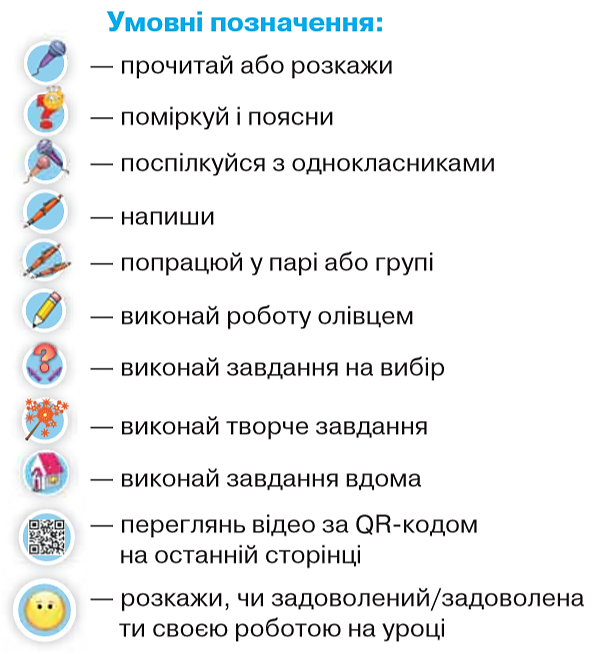 Умовні позначення:
— прочитай або розкажи
— поміркуй і поясни
— поспілкуйся з однокласниками
— напиши
— попрацюй у парі або групі
— виконай роботу олівцем
— виконай завдання на вибір
— виконай творче завдання
— виконай завдання вдома
— переглянь відео за QR-кодом
на останній сторінці
— розкажи, чи задоволений/задоволена
ти своєю роботою на уроці